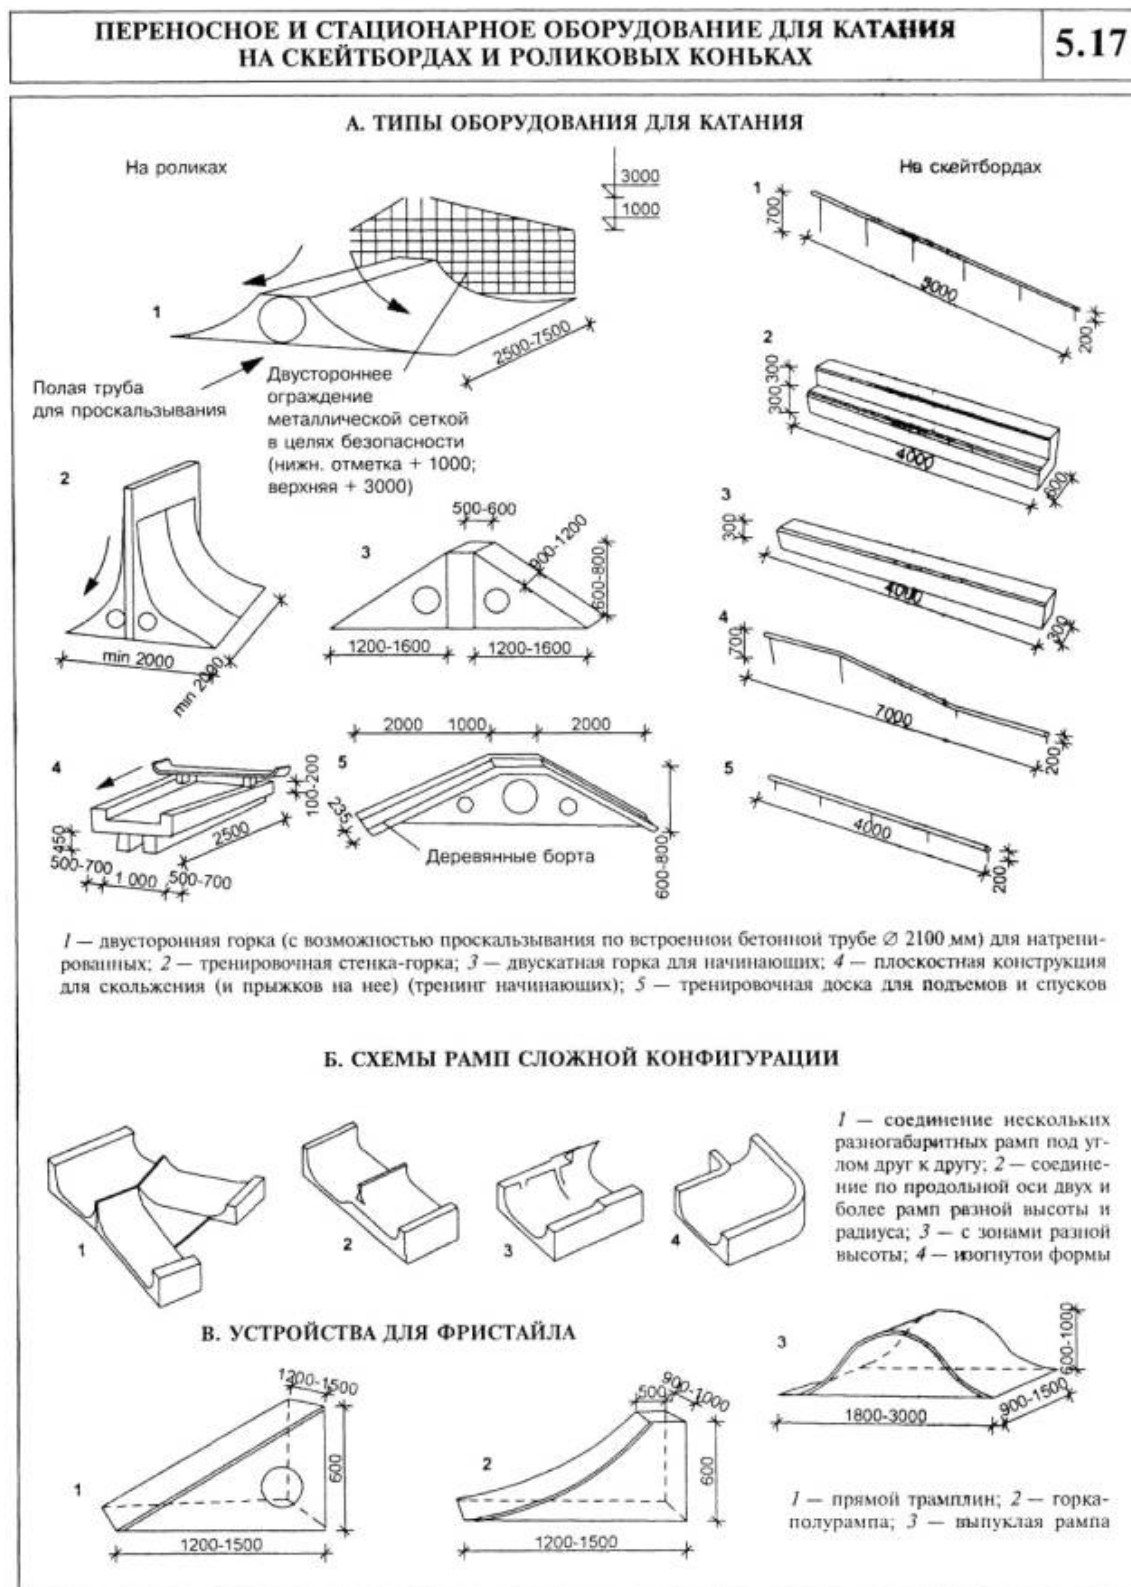 ПЕРЕНОСНОЕ И СТАЦИОНАРНОЕ ОБОРУДОВАНИЕ ДЛЯ КАТАНИЯ
НА СКЕЙТБОРДАХ И РОЛИКОВЫХ КОНЬКАХ
5.17
А. ТИПЫ ОБОРУДОВАНИЯ ДЛЯ КАТАНИЯ
На роликах
3000
1000
1
2500-7500
Полая труба
для проскальзывания
Двустороннее
ограждение
металлической сеткой
в целях безопасности
(нижн. отметка + 1000;
верхняя + 3000)
2
min 2000
min 2000
3
500-600
900-1200
600-800
1200-1600
1200-1600
4
100-200
2500
450
500-700
1 000
500-700
5
2000
1000
2000
235
600-800
Деревянные борта
На скейтбордах
1
700
5000
200
2
300
300
4000
600
3
300
4000
300
4
700
7000
200
5
4000
200
1 — двусторонняя горка (с возможностью проскальзывания по встроенной бетонной трубе ∅ 2100 мм) для натрени-
рованных; 2 — тренировочная стенка-горка; 3 — двускатная горка для начинающих; 4 — плоскостная конструкция
для скольжения (и прыжков на нее) (тренинг начинающих); 5 — тренировочная доска для подъемов и спусков
Б. СХЕМЫ РАМП СЛОЖНОЙ КОНФИГУРАЦИИ
1
2
3
4
1 — соединение нескольких
разногабаритных рамп под уг-
лом друг к другу; 2 — соедине-
ние по продольной оси двух и
более рамп разной высоты и
радиуса; 3 — с зонами разной
высоты; 4 — изогнутои формы
В. УСТРОЙСТВА ДЛЯ ФРИСТАЙЛА
1
1200-1500
600
1200-1500
2
500
900-1000
600
1200-1500
3
600-1000
900-1500
1800-3000
1 — прямой трамплин; 2 — горка-
полурампа; 3 — выпуклая рампа